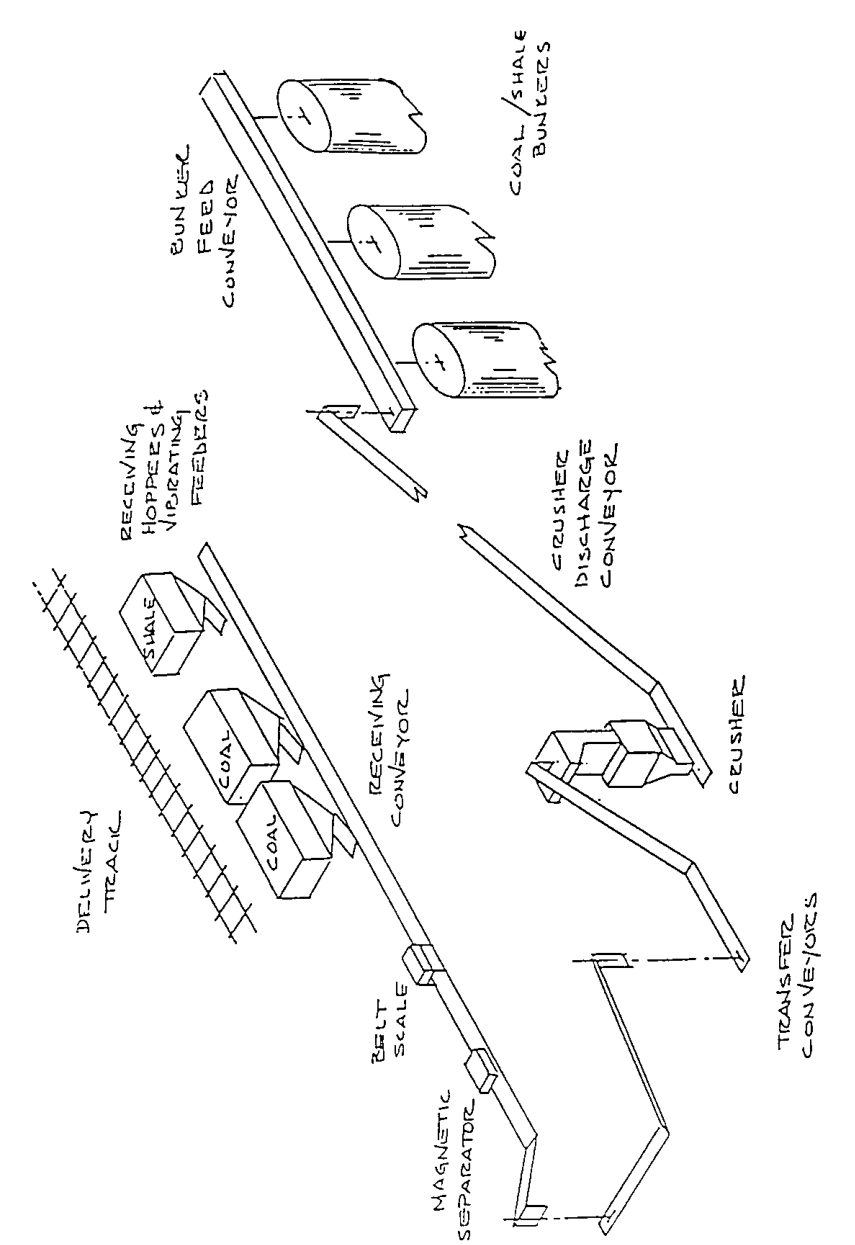 DELIVERY
TRACK
SHALE
COAL
COAL
RECEIVING
HOPPERS &
VIBRATING
FEEDERS
BUNKER
FEED
CONVEYOR
COAL/SHALE
BUNKERS
BELT
SCALE
MAGNETIC
SEPARATOR
RECEIVING
CONVEYOR
CRUSHER
DISCHARGE
CONVEYOR
CRUSHER
TRANSFER
CONVEYORS